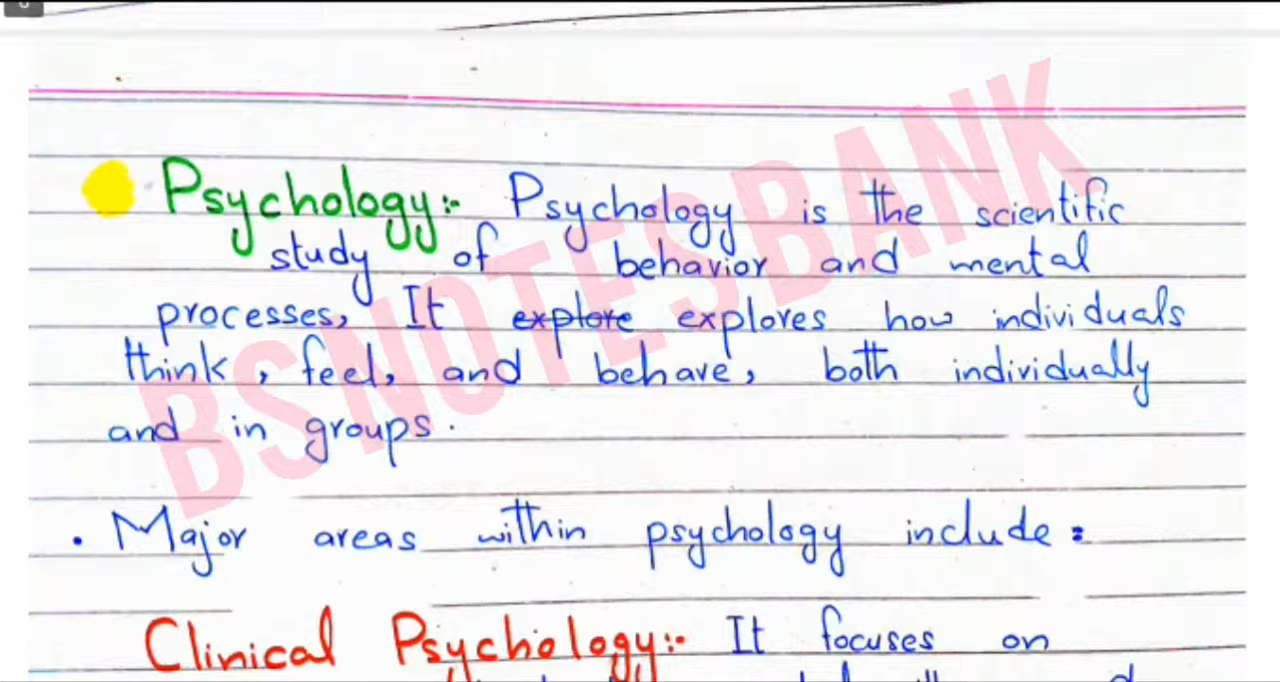 Psychology:- Psychology is the scientific
study of behavior and mental
processes, It explore explores how individuals
think, feel, and behave, both individually
and in groups.
. Major areas within psychology include:
Clinical Psychology:- It focuses on
BSNOTESBANK